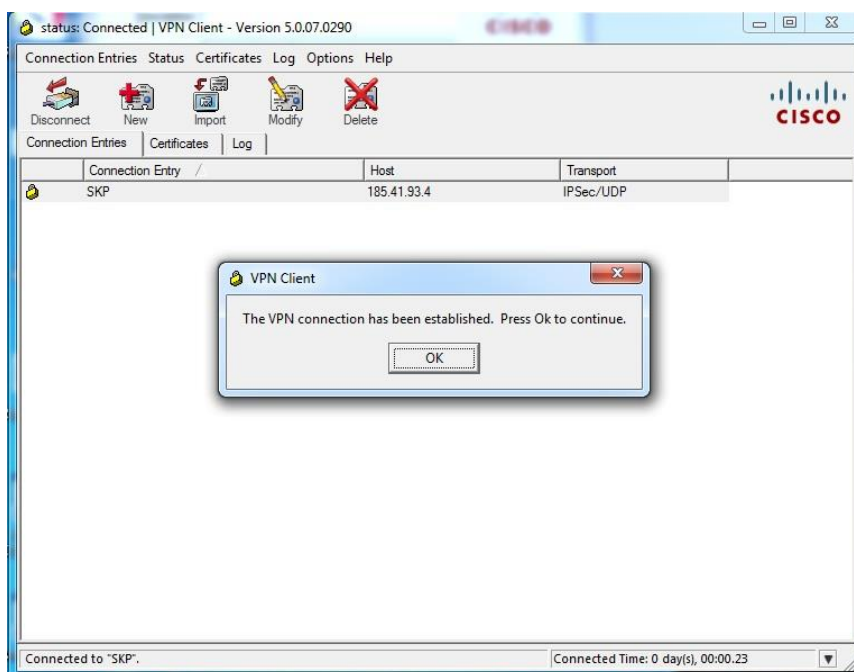 status: Connected | VPN Client - Version 5.0.07.0290
CISCO
Connection Entries Status Certificates Log Options Help
Disconnect New Import Modify Delete
CISCO
Connection Entries Certificates Log
Connection Entry Host Transport
SKP 185.41.93.4 IPSec/UDP
VPN Client
The VPN connection has been established. Press Ok to continue.
OK
Connected to "SKP". Connected Time: 0 day(s), 00:00.23